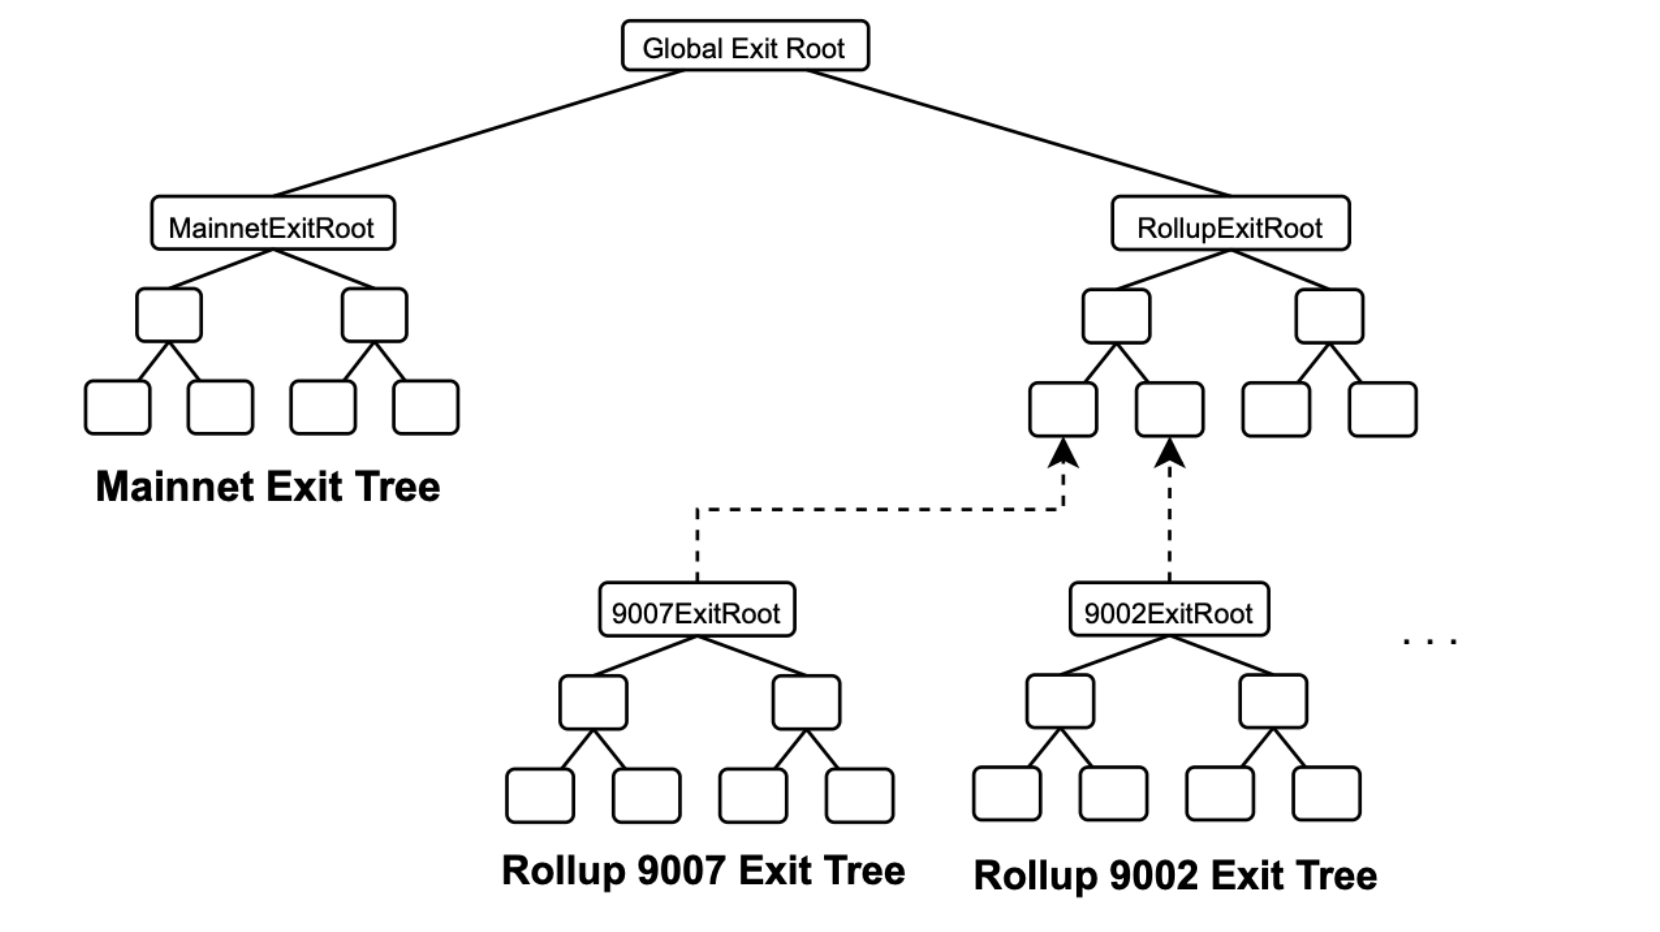 Global Exit Root
MainnetExitRoot
RollupExitRoot
Mainnet Exit Tree
9007ExitRoot
9002ExitRoot
. . .
Rollup 9007 Exit Tree
Rollup 9002 Exit Tree